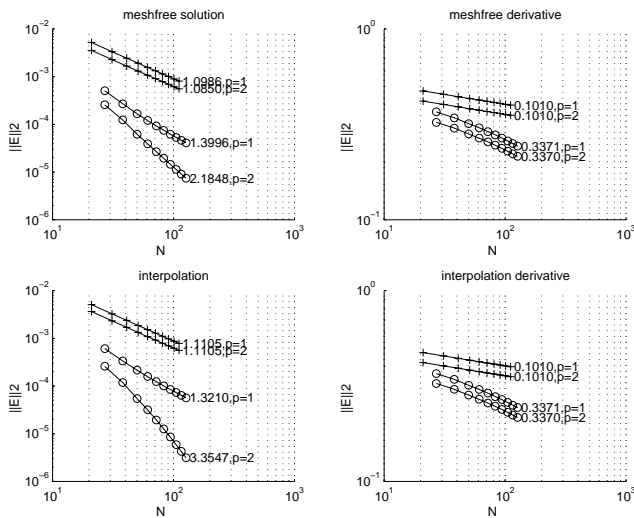 meshfree solution
10^-2
10^-3
10^-4
10^-5
10^-6
||E||2
1.0986,p=1
1.0850,p=2
1.3996,p=1
2.1848,p=2
10^1
10^2
10^3
N
meshfree derivative
10^0
10^-1
||E||2
0.1010,p=1
0.1010,p=2
0.3371,p=1
0.3370,p=2
10^1
10^2
10^3
N
interpolation
10^-2
10^-3
10^-4
10^-5
10^-6
||E||2
1.1105,p=1
1.1105,p=2
1.3210,p=1
3.3547,p=2
10^1
10^2
10^3
N
interpolation derivative
10^0
10^-1
||E||2
0.1010,p=1
0.1010,p=2
0.3371,p=1
0.3370,p=2
10^1
10^2
10^3
N